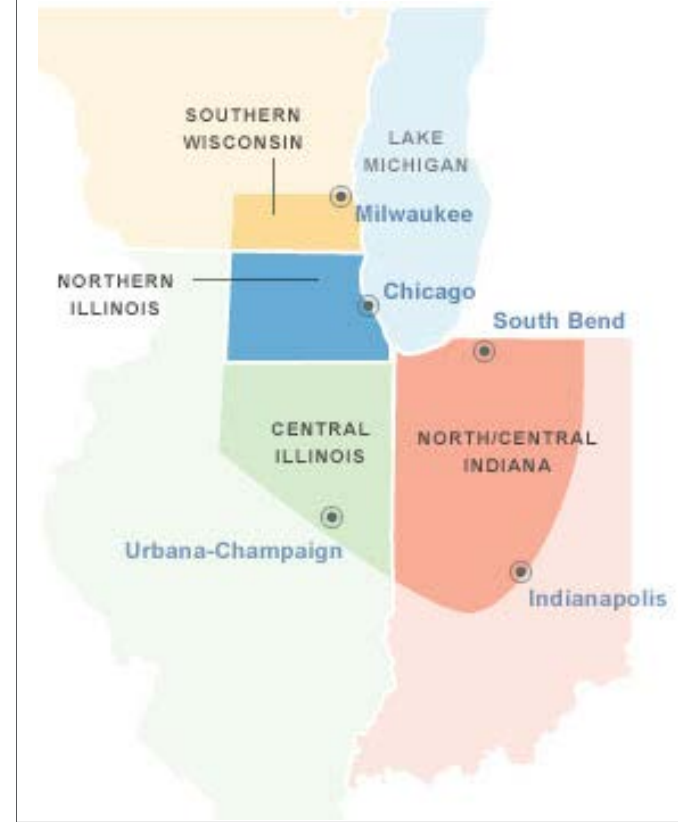 SOUTHERN
WISCONSIN
LAKE
MICHIGAN
Milwaukee
NORTHERN
ILLINOIS
Chicago
South Bend
CENTRAL
ILLINOIS
NORTH/CENTRAL
INDIANA
Urbana-Champaign
Indianapolis